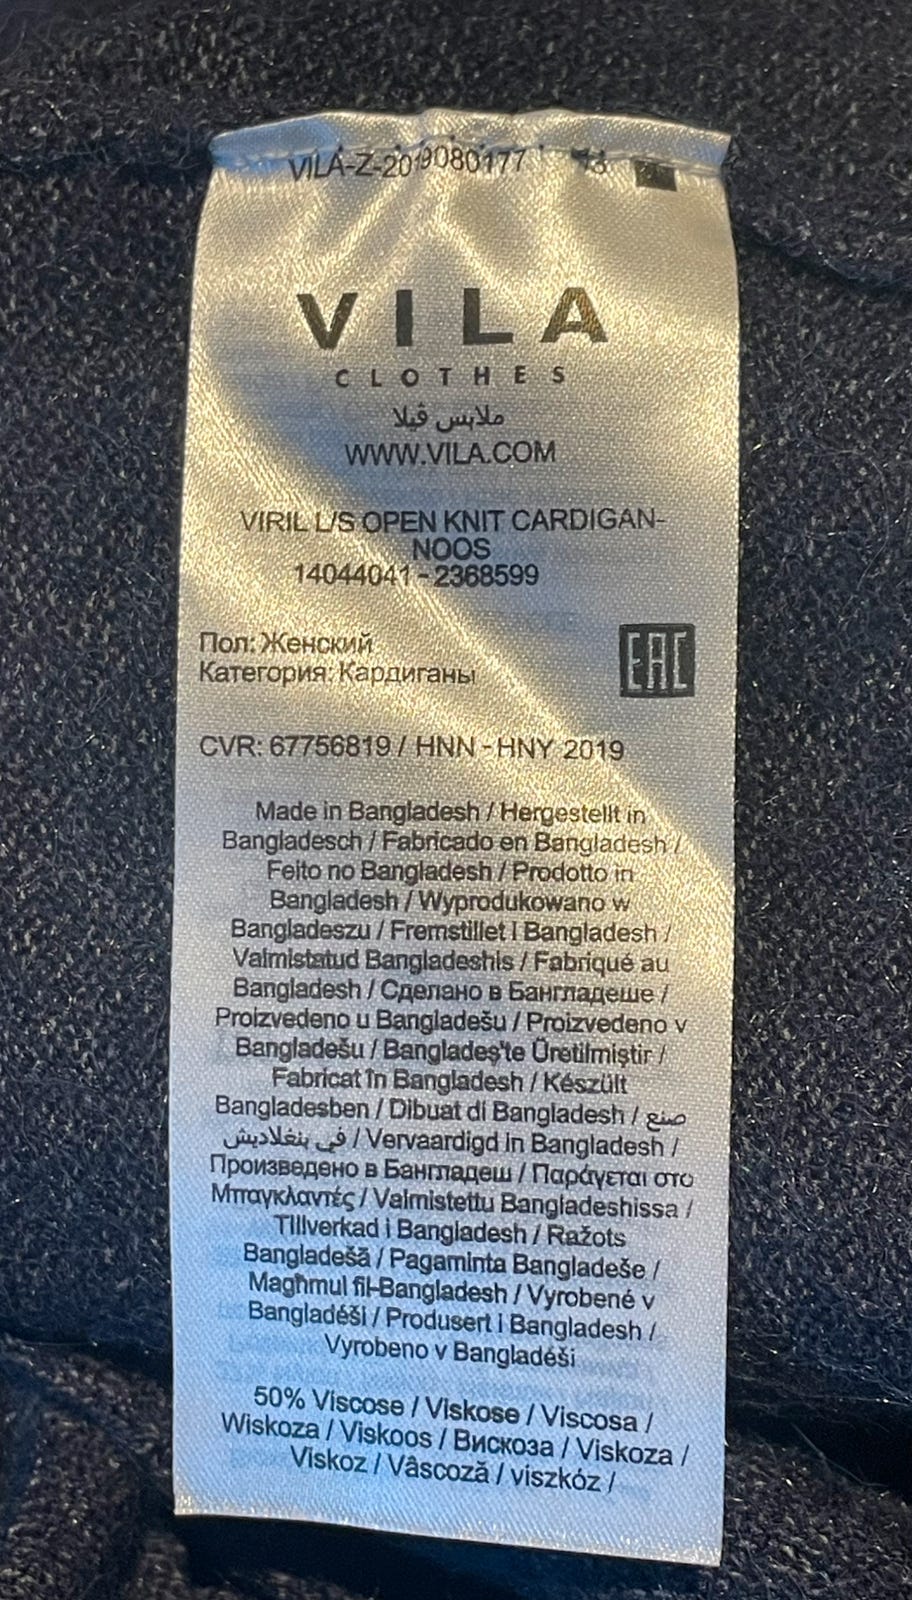 VILA-Z-2019080177
VILA
CLOTHES
ملابس ڤيلا
WWW.VILA.COM
VIRIL L/S OPEN KNIT CARDIGAN-
NOOS
14044041 - 2368599
Пол: Женский
Категория: Кардиганы
EAC
CVR: 67756819 / HNN - HNY 2019
Made in Bangladesh / Hergestellt in
Bangladesch / Fabricado en Bangladesh /
Feito no Bangladesh / Prodotto in
Bangladesh / Wyprodukowano w
Bangladeszu / Fremstillet i Bangladesh /
Valmistatud Bangladeshis / Fabriqué au
Bangladesh / Сделано в Бангладеше /
Proizvedeno u Bangladešu / Proizvedeno v
Bangladešu / Bangladeş'te Üretilmiştir /
Fabricat în Bangladesh / Készült
Bangladesben / Dibuat di Bangladesh / صنع
في بنغلاديش / Vervaardigd in Bangladesh /
Произведено в Бангладеш / Παράγεται στο
Μπαγκλαντές / Valmistettu Bangladeshissa /
Tillverkad i Bangladesh / Ražots
Bangladešā / Pagaminta Bangladeše /
Magħmul fil-Bangladesh / Vyrobené v
Bangladéši / Produsert i Bangladesh /
Vyrobeno v Bangladéši
50% Viscose / Viskose / Viscosa /
Wiskoza / Viskoos / Вискоза / Viskoza /
Viskoz / Vâscoză / viszkóz /